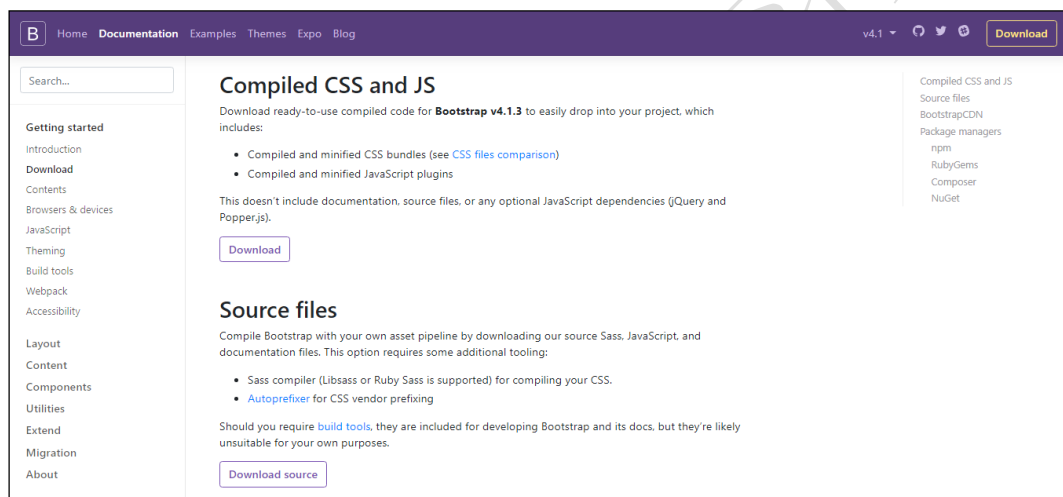 B Home Documentation Examples Themes Expo Blog v4.1 Download
Search...
Getting started
Introduction
Download
Contents
Browsers & devices
JavaScript
Theming
Build tools
Webpack
Accessibility
Layout
Content
Components
Utilities
Extend
Migration
About
Compiled CSS and JS
Download ready-to-use compiled code for Bootstrap v4.1.3 to easily drop into your project, which
includes:
• Compiled and minified CSS bundles (see CSS files comparison)
• Compiled and minified JavaScript plugins
This doesn't include documentation, source files, or any optional JavaScript dependencies (jQuery and
Popper.js).
Download
Source files
Compile Bootstrap with your own asset pipeline by downloading our source Sass, JavaScript, and
documentation files. This option requires some additional tooling:
• Sass compiler (Libsass or Ruby Sass is supported) for compiling your CSS.
• Autoprefixer for CSS vendor prefixing
Should you require build tools, they are included for developing Bootstrap and its docs, but they're likely
unsuitable for your own purposes.
Download source
Compiled CSS and JS
Source files
BootstrapCDN
Package managers
npm
RubyGems
Composer
NuGet